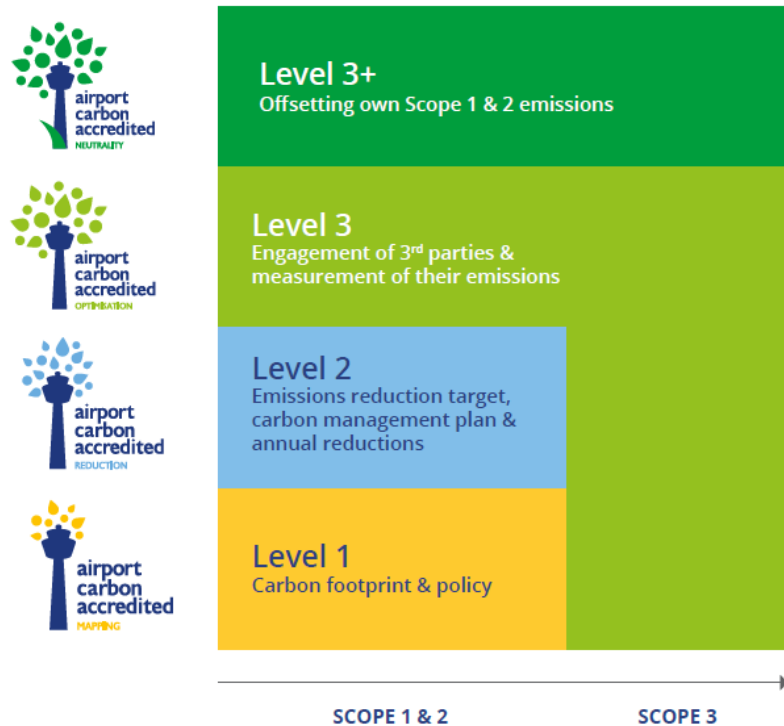 airport
carbon
accredited
NEUTRALITY
Level 3+
Offsetting own Scope 1 & 2 emissions
airport
carbon
accredited
OPTIMISATION
Level 3
Engagement of 3rd parties &
measurement of their emissions
airport
carbon
accredited
REDUCTION
Level 2
Emissions reduction target,
carbon management plan &
annual reductions
airport
carbon
accredited
MAPPING
Level 1
Carbon footprint & policy
SCOPE 1 & 2
SCOPE 3